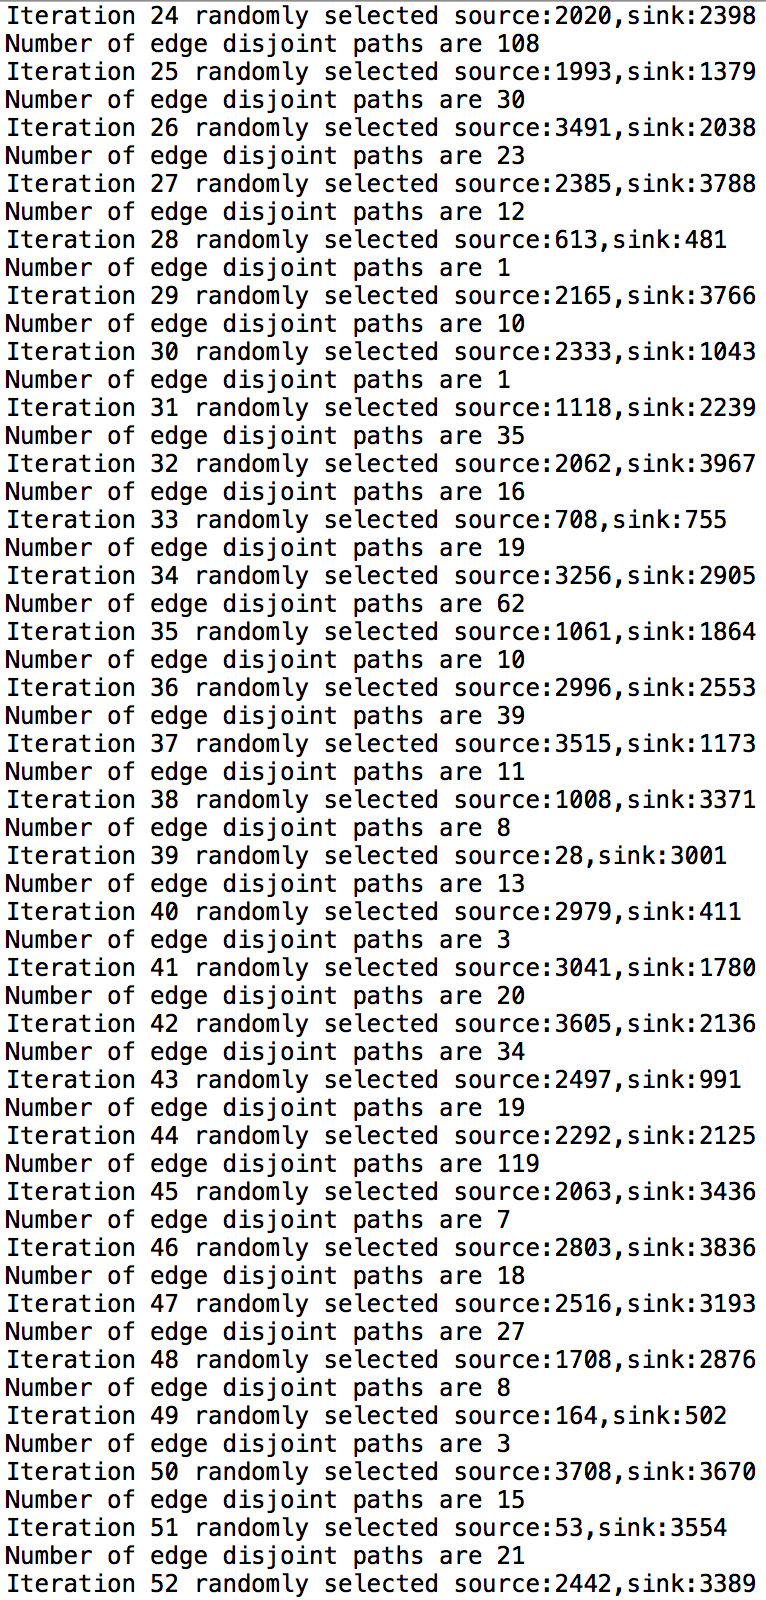 Iteration 24 randomly selected source:2020,sink:2398
Number of edge disjoint paths are 108
Iteration 25 randomly selected source:1993,sink:1379
Number of edge disjoint paths are 30
Iteration 26 randomly selected source:3491,sink:2038
Number of edge disjoint paths are 23
Iteration 27 randomly selected source:2385,sink:3788
Number of edge disjoint paths are 12
Iteration 28 randomly selected source:613,sink:481
Number of edge disjoint paths are 1
Iteration 29 randomly selected source:2165,sink:3766
Number of edge disjoint paths are 10
Iteration 30 randomly selected source:2333,sink:1043
Number of edge disjoint paths are 1
Iteration 31 randomly selected source:1118,sink:2239
Number of edge disjoint paths are 35
Iteration 32 randomly selected source:2062,sink:3967
Number of edge disjoint paths are 16
Iteration 33 randomly selected source:708,sink:755
Number of edge disjoint paths are 19
Iteration 34 randomly selected source:3256,sink:2905
Number of edge disjoint paths are 62
Iteration 35 randomly selected source:1061,sink:1864
Number of edge disjoint paths are 10
Iteration 36 randomly selected source:2996,sink:2553
Number of edge disjoint paths are 39
Iteration 37 randomly selected source:3515,sink:1173
Number of edge disjoint paths are 11
Iteration 38 randomly selected source:1008,sink:3371
Number of edge disjoint paths are 8
Iteration 39 randomly selected source:28,sink:3001
Number of edge disjoint paths are 13
Iteration 40 randomly selected source:2979,sink:411
Number of edge disjoint paths are 3
Iteration 41 randomly selected source:3041,sink:1780
Number of edge disjoint paths are 20
Iteration 42 randomly selected source:3605,sink:2136
Number of edge disjoint paths are 34
Iteration 43 randomly selected source:2497,sink:991
Number of edge disjoint paths are 19
Iteration 44 randomly selected source:2292,sink:2125
Number of edge disjoint paths are 119
Iteration 45 randomly selected source:2063,sink:3436
Number of edge disjoint paths are 7
Iteration 46 randomly selected source:2803,sink:3836
Number of edge disjoint paths are 18
Iteration 47 randomly selected source:2516,sink:3193
Number of edge disjoint paths are 27
Iteration 48 randomly selected source:1708,sink:2876
Number of edge disjoint paths are 8
Iteration 49 randomly selected source:164,sink:502
Number of edge disjoint paths are 3
Iteration 50 randomly selected source:3708,sink:3670
Number of edge disjoint paths are 15
Iteration 51 randomly selected source:53,sink:3554
Number of edge disjoint paths are 21
Iteration 52 randomly selected source:2442,sink:3389